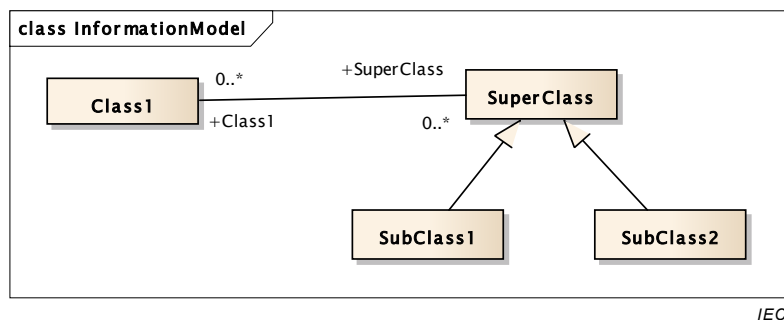 class InformationModel
0..*
+SuperClass
Class1
SuperClass
+Class1
0..*
SubClass1
SubClass2
IEC